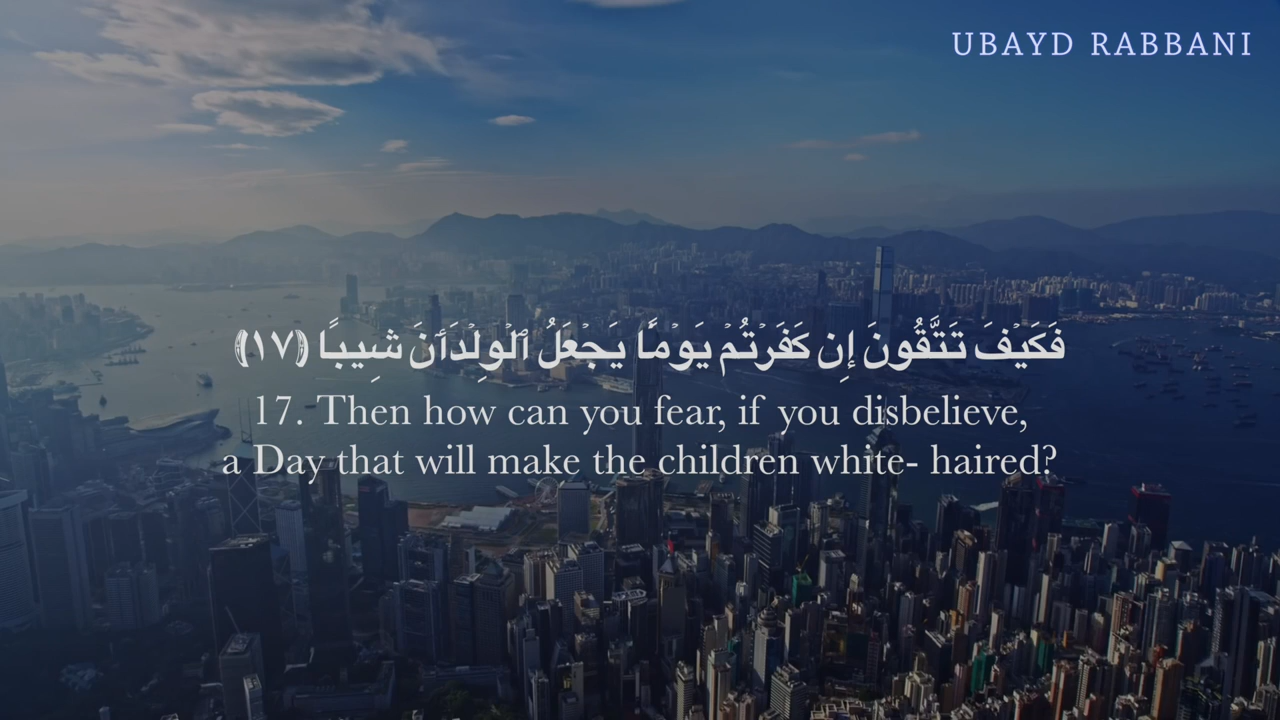 UBAYD RABBANI
فَكَيْفَ تَتَّقُونَ إِن كَفَرْتُمْ يَوْمًا يَجْعَلُ ٱلْوِلْدَٲنَ شِيبًا ﴿١٧﴾
17. Then how can you fear, if you disbelieve,
a Day that will make the children white- haired?